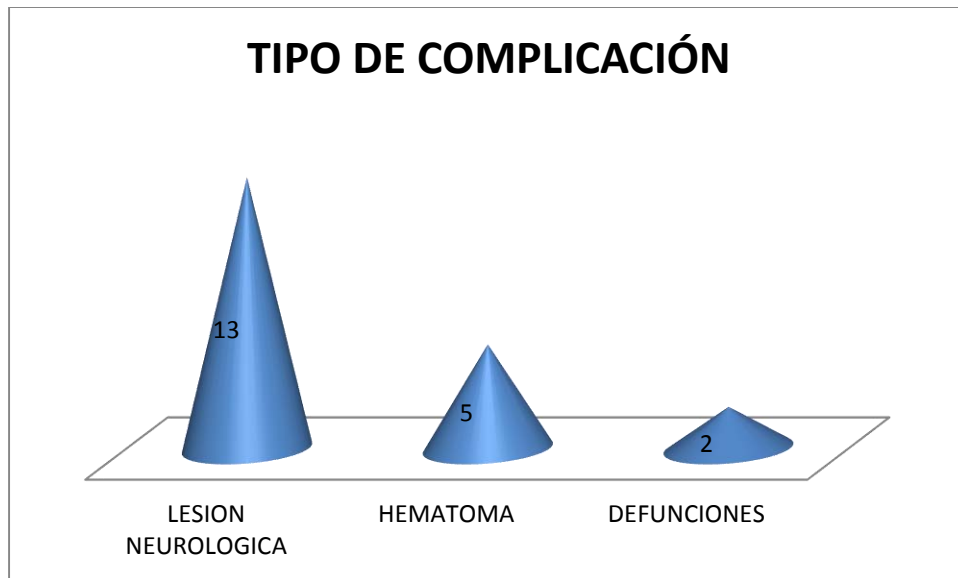 TIPO DE COMPLICACIÓN
13
5
2
LESION
NEUROLOGICA
HEMATOMA
DEFUNCIONES